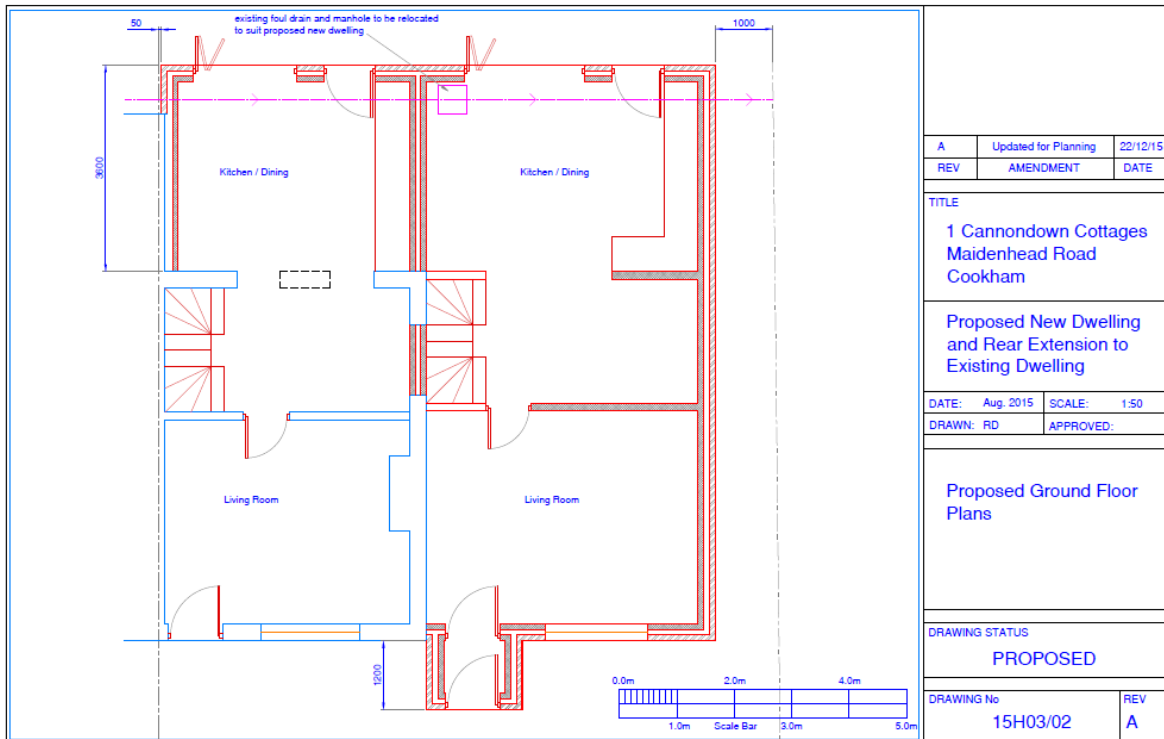 50
existing foul drain and manhole to be relocated
to suit proposed new dwelling
1000
3600
Kitchen / Dining
Kitchen / Dining
Living Room
Living Room
1200
0.0m
2.0m
4.0m
1.0m
Scale Bar
3.0m
5.0m
A
Updated for Planning
22/12/15
REV
AMENDMENT
DATE
TITLE
1 Cannondown Cottages
Maidenhead Road
Cookham
Proposed New Dwelling
and Rear Extension to
Existing Dwelling
DATE: Aug. 2015
SCALE: 1:50
DRAWN: RD
APPROVED:
Proposed Ground Floor
Plans
DRAWING STATUS
PROPOSED
DRAWING No
15H03/02
REV
A